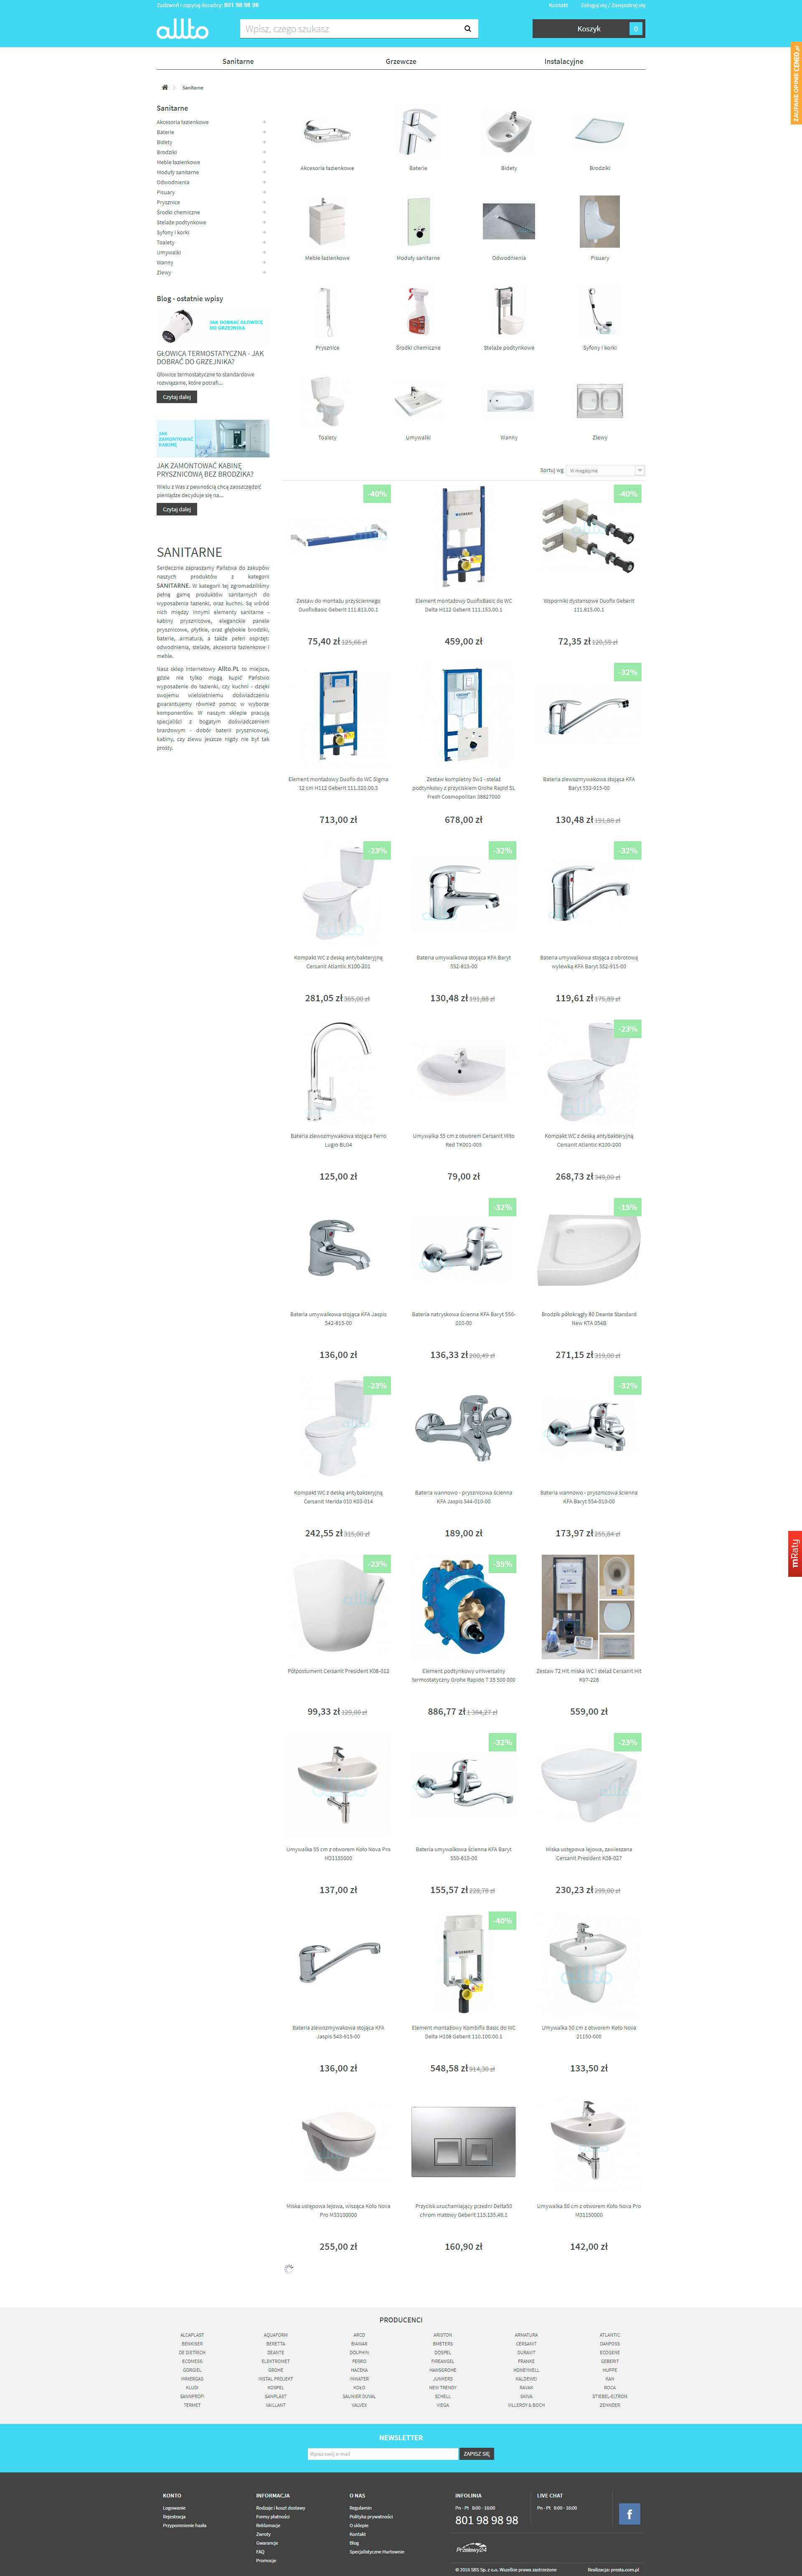 Zadzwoń i zapytaj doradcy: 801 98 98 98
Kontakt
Zaloguj się / Zarejestruj się
allto
Wpisz, czego szukasz
Koszyk 0
ZAUFANE OPINIE CENEO.pl
Sanitarne
Grzewcze
Instalacyjne
Sanitarne
Sanitarne
Akcesoria łazienkowe
Baterie
Bidety
Brodziki
Meble łazienkowe
Moduły sanitarne
Odwodnienia
Pisuary
Prysznice
Środki chemiczne
Stelaże podtynkowe
Syfony i korki
Toalety
Umywalki
Wanny
Zlewy
Blog - ostatnie wpisy
JAK DOBRAĆ GŁOWICĘ
DO GRZEJNIKA
GŁOWICA TERMOSTATYCZNA - JAK
DOBRAĆ DO GRZEJNIKA?
Głowice termostatyczne to standardowe
rozwiązanie, które potrafi...
Czytaj dalej
JAK
ZAMONTOWAĆ
KABINĘ
JAK ZAMONTOWAĆ KABINĘ
PRYSZNICOWĄ BEZ BRODZIKA?
Wielu z Was z pewnością chcą zaoszczędzić
pieniądze decyduje się na...
Czytaj dalej
SANITARNE
Serdecznie zapraszamy Państwa do zakupów
naszych produktów z kategorii
SANITARNE. W kategorii tej zgromadziliśmy
pełną gamę produktów sanitarnych do
wyposażenia łazienki, oraz kuchni. Są wśród
nich między innymi elementy sanitarne -
kabiny prysznicowe, eleganckie panele
prysznicowe, płytkie, oraz głębokie brodziki,
baterie, armatura, a także pełen osprzęt:
odwodnienia, stelaże, akcesoria łazienkowe i
meble.
Nasz sklep internetowy Allto.PL to miejsce,
gdzie nie tylko mogą kupić Państwo
wyposażenie do łazienki, czy kuchni - dzięki
swojemu wieloletniemu doświadczeniu
gwarantujemy również pomoc w wyborze
komponentów. W naszym sklepie pracują
specjaliści z bogatym doświadczeniem
branżowym - dobór baterii prysznicowej,
kabiny, czy zlewu jeszcze nigdy nie był tak
prosty.
Akcesoria łazienkowe
Baterie
Bidety
Brodziki
Meble łazienkowe
Moduły sanitarne
Odwodnienia
Pisuary
Prysznice
Środki chemiczne
Stelaże podtynkowe
Syfony i korki
Toalety
Umywalki
Wanny
Zlewy
Sortuj wg
W magazynie
-40%
-40%
Zestaw do montażu przyściennego
DuofixBasic Geberit 111.813.00.1
75,40 zł 125,66 zł
Element montażowy DuofixBasic do WC
Delta H112 Geberit 111.153.00.1
459,00 zł
Wsporniki dystansowe Duofix Geberit
111.815.00.1
72,35 zł 120,59 zł
-32%
Element montażowy Duofix do WC Sigma
12 cm H112 Geberit 111.320.00.5
713,00 zł
Zestaw kompletny 5w1 - stelaż
podtynkowy z przyciskiem Grohe Rapid SL
Fresh Cosmopolitan 38827000
678,00 zł
Bateria zlewozmywakowa stojąca KFA
Baryt 553-915-00
130,48 zł 191,88 zł
-23%
-32%
-32%
Kompakt WC z deską antybakteryjną
Cersanit Atlantic K100-201
281,05 zł 365,00 zł
Bateria umywalkowa stojąca KFA Baryt
552-815-00
130,48 zł 191,88 zł
Bateria umywalkowa stojąca z obrotową
wylewką KFA Baryt 552-915-00
119,61 zł 175,89 zł
-23%
Bateria zlewozmywakowa stojąca Ferro
Lugio BLG4
125,00 zł
Umywalka 55 cm z otworem Cersanit Mito
Red TK001-005
79,00 zł
Kompakt WC z deską antybakteryjną
Cersanit Atlantic K100-200
268,73 zł 349,00 zł
-32%
-15%
Bateria umywalkowa stojąca KFA Jaspis
542-815-00
136,00 zł
Bateria natryskowa ścienna KFA Baryt 556-
010-00
136,33 zł 200,49 zł
Brodzik półokrągły 80 Deante Standard
New KTA 054B
271,15 zł 319,00 zł
-23%
-32%
Kompakt WC z deską antybakteryjną
Cersanit Merida 010 K03-014
242,55 zł 315,00 zł
Bateria wannowo - prysznicowa ścienna
KFA Jaspis 544-010-00
189,00 zł
Bateria wannowo - prysznicowa ścienna
KFA Baryt 554-010-00
173,97 zł 255,84 zł
mRaty
-23%
-35%
Półpostument Cersanit President K08-012
99,33 zł 129,00 zł
Element podtynkowy uniwersalny
termostatyczny Grohe Rapido T 35 500 000
886,77 zł 1 364,27 zł
Zestaw T2 Hit miska WC i stelaż Cersanit Hit
K97-228
559,00 zł
-32%
-23%
Umywalka 55 cm z otworem Koło Nova Pro
M31155000
137,00 zł
Bateria umywalkowa ścienna KFA Baryt
550-810-00
155,57 zł 228,78 zł
Miska ustępowa lejowa, zawieszana
Cersanit President K08-027
230,23 zł 299,00 zł
-40%
Bateria zlewozmywakowa stojąca KFA
Jaspis 543-915-00
136,00 zł
Element montażowy Kombifix Basic do WC
Delta H108 Geberit 110.100.00.1
548,58 zł 914,30 zł
Umywalka 50 cm z otworem Koło Nova
21150-000
133,50 zł
Miska ustępowa lejowa, wisząca Koło Nova
Pro M33100000
255,00 zł
Przycisk uruchamiający przedni Delta50
chrom matowy Geberit 115.135.46.1
160,90 zł
Umywalka 50 cm z otworem Koło Nova Pro
M31150000
142,00 zł
PRODUCENCI
ALCAPLAST AQUAFORM ARCO ARISTON ARMATURA ATLANTIC
BENKISER BERETTA BIAWAR BMETERS CERSANIT DANFOSS
DE DIETRICH DEANTE DOLPHIN DOSPEL DURAVIT ECOGENE
ECOMESS ELEKTROMET FERRO FIREANGEL FRANKE GEBERIT
GORGIEL GROHE HACEKA HANSGROHE HONEYWELL HUPPE
IMMERGAS INSTAL PROJEKT INWATER JUNKERS KALDEWEI KAN
KLUDI KOSPEL KOŁO NEW TRENDY RAVAK ROCA
SANIPROFI SANPLAST SAUNIER DUVAL SCHELL SKIVA STIEBEL-ELTRON
TERMET VAILLANT VALVEX VIEGA VILLEROY & BOCH ZEHNDER
NEWSLETTER
Wpisz swój e-mail
ZAPISZ SIĘ
KONTO
Logowanie
Rejestracja
Przypomnienie hasła
INFORMACJA
Rodzaje i koszt dostawy
Formy płatności
Reklamacje
Zwroty
Gwarancje
FAQ
Promocje
O NAS
Regulamin
Polityka prywatności
O sklepie
Kontakt
Blog
Specjalistyczne Hurtownie
INFOLINIA
Pn - Pt 8:00 - 16:00
801 98 98 98
LIVE CHAT
Pn - Pt 8:00 - 16:00
f
Przelewy24
© 2016 SBS Sp. z o.o. Wszelkie prawa zastrzeżone
Realizacja: presta.com.pl